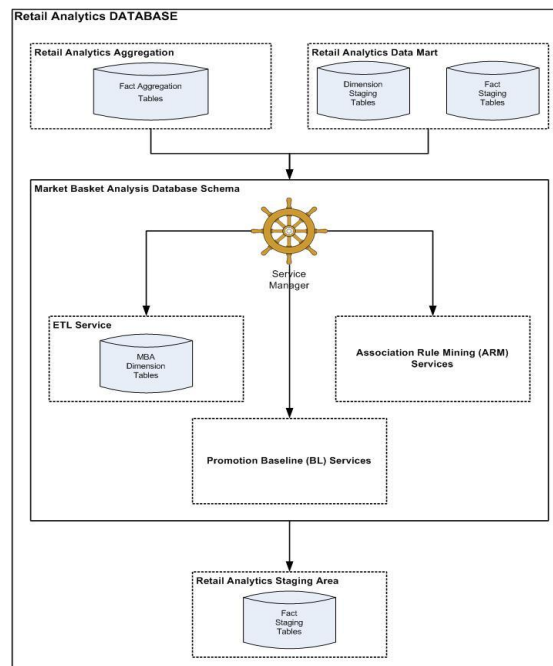 Retail Analytics DATABASE
Retail Analytics Aggregation
Fact Aggregation
Tables
Retail Analytics Data Mart
Dimension
Staging
Tables
Fact
Staging
Tables
Market Basket Analysis Database Schema
Service
Manager
ETL Service
MBA
Dimension
Tables
Association Rule Mining (ARM)
Services
Promotion Baseline (BL) Services
Retail Analytics Staging Area
Fact
Staging
Tables